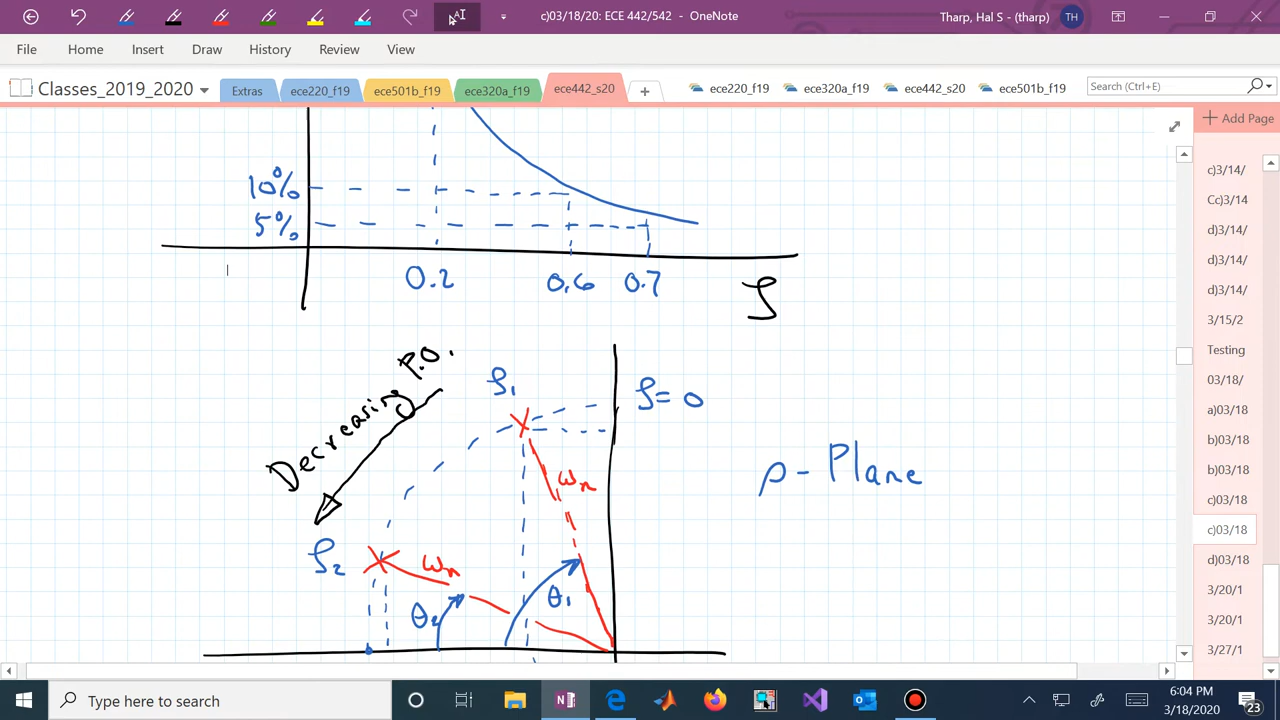 c)03/18/20: ECE 442/542 - OneNote
Tharp, Hal S - (tharp)
TH
File Home Insert Draw History Review View
Classes_2019_2020
Extras
ece220_f19
ece501b_f19
ece320a_f19
ece442_s20
ece220_f19
ece320a_f19
ece442_s20
ece501b_f19
Search (Ctrl+E)
Add Page
c)3/14/
Cc)3/14
d)3/14/
d)3/14/
d)3/14/
3/15/2
Testing
03/18/
a)03/18
b)03/18
b)03/18
c)03/18
c)03/18
d)03/18
3/20/1
3/20/1
3/27/1
10%
5%
0.2 0.6 0.7 ζ
Decreasing P.O.
ζ1
ζ= 0
ωn
s - Plane
ζ2
ωn
θ2
θ1
Type here to search
6:04 PM
3/18/2020
23